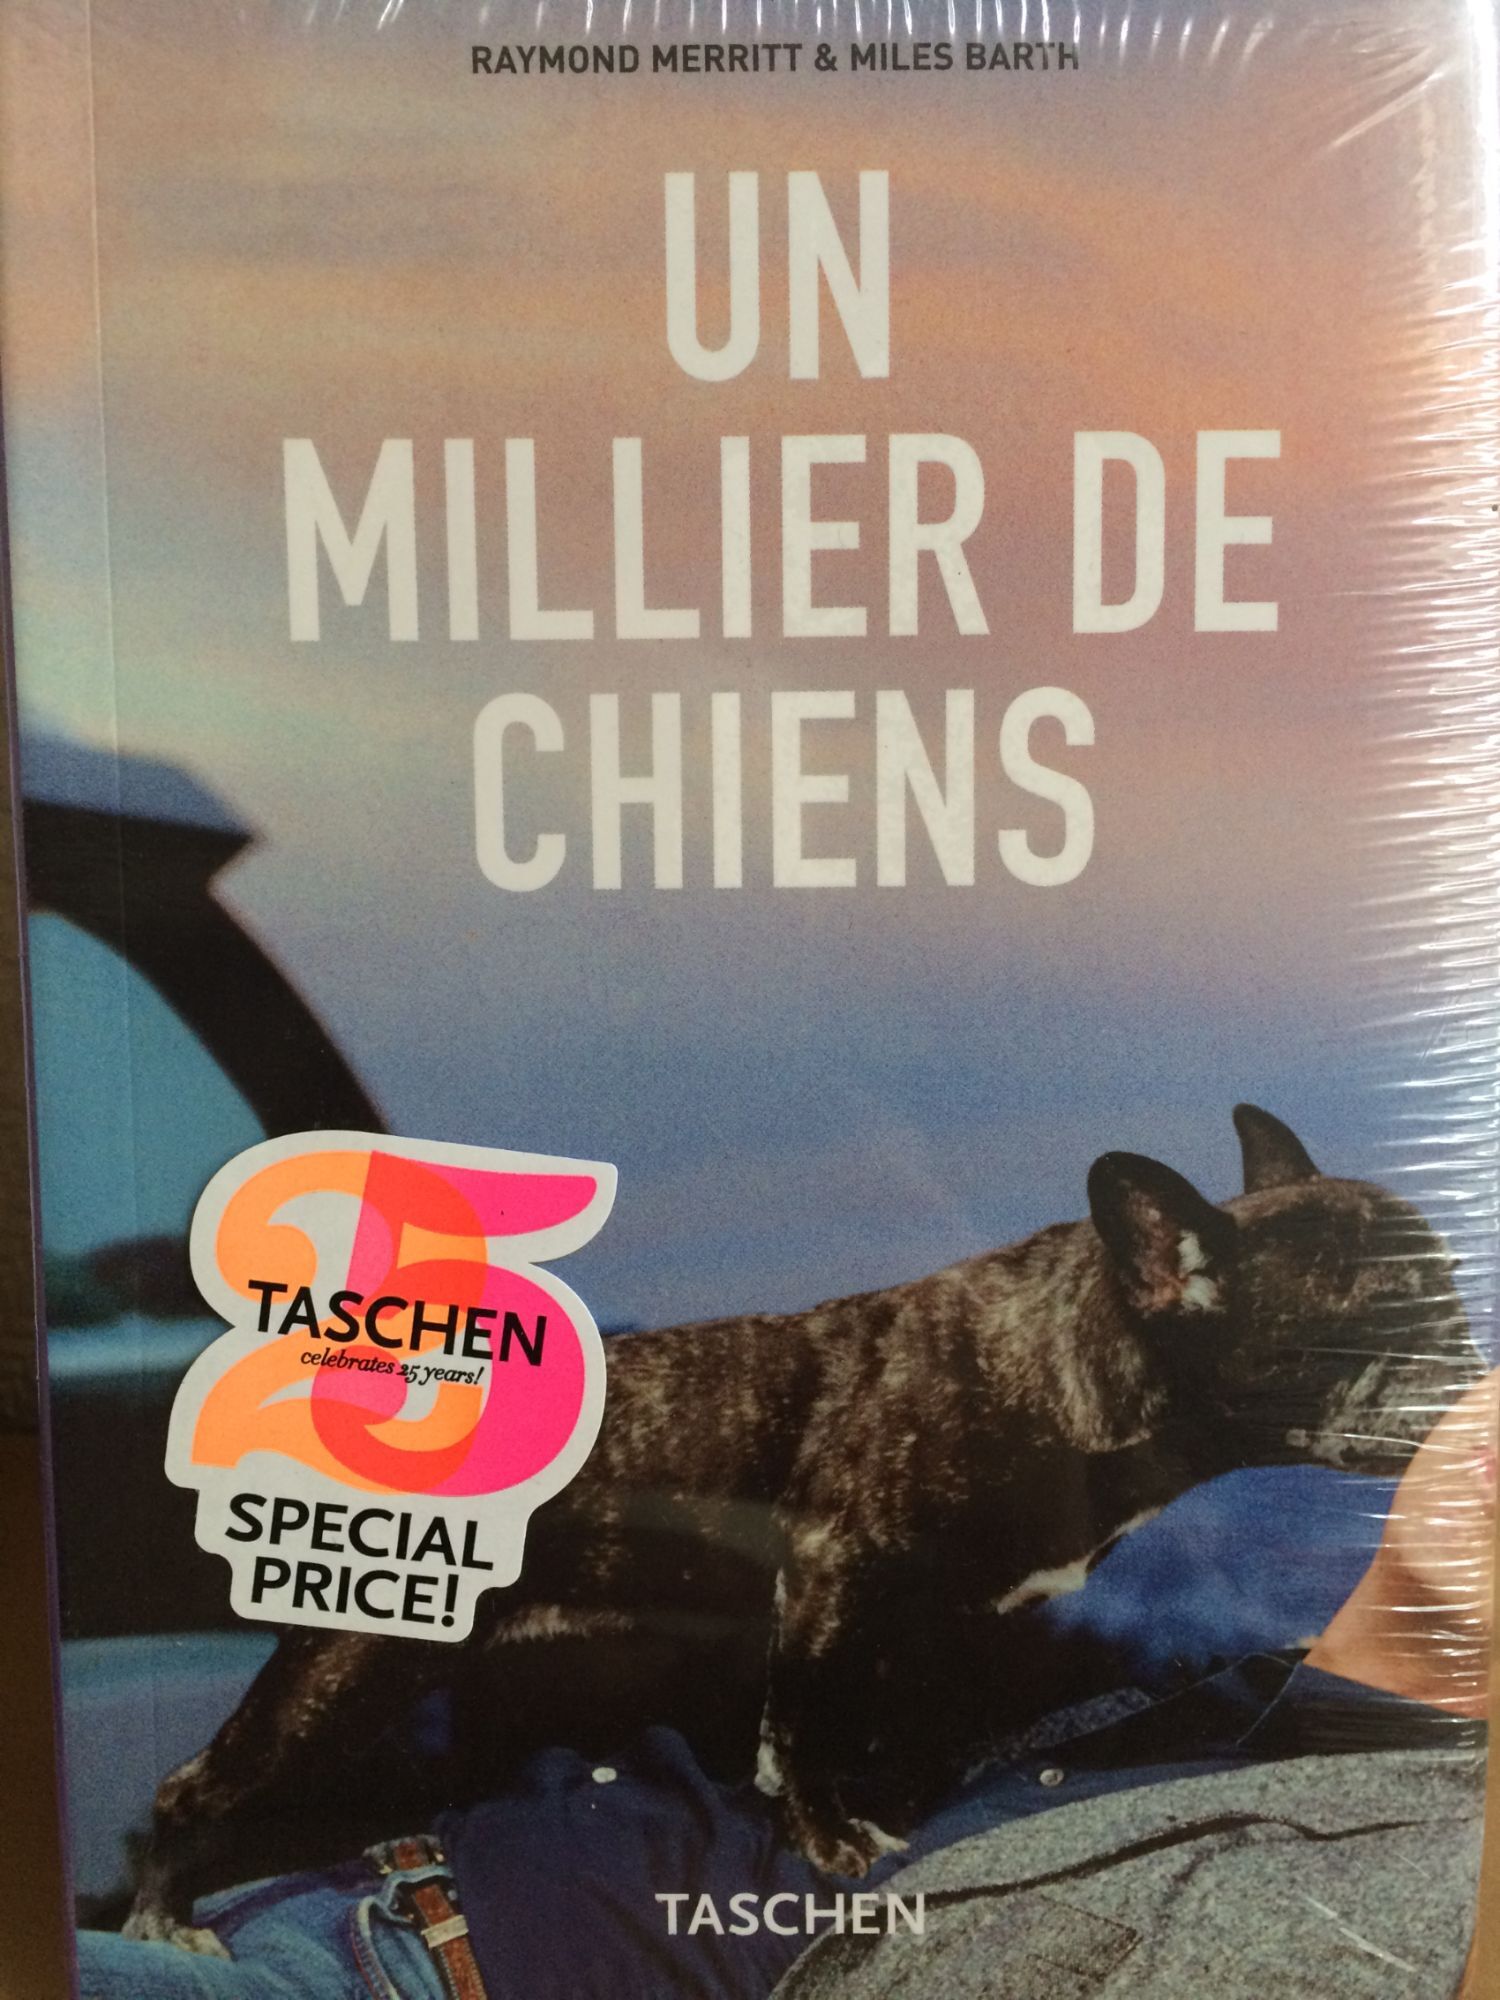 RAYMOND MERRITT & MILES BARTH
UN
MILLIER DE
CHIENS
25
TASCHEN
celebrates 25 years!
SPECIAL
PRICE!
TASCHEN